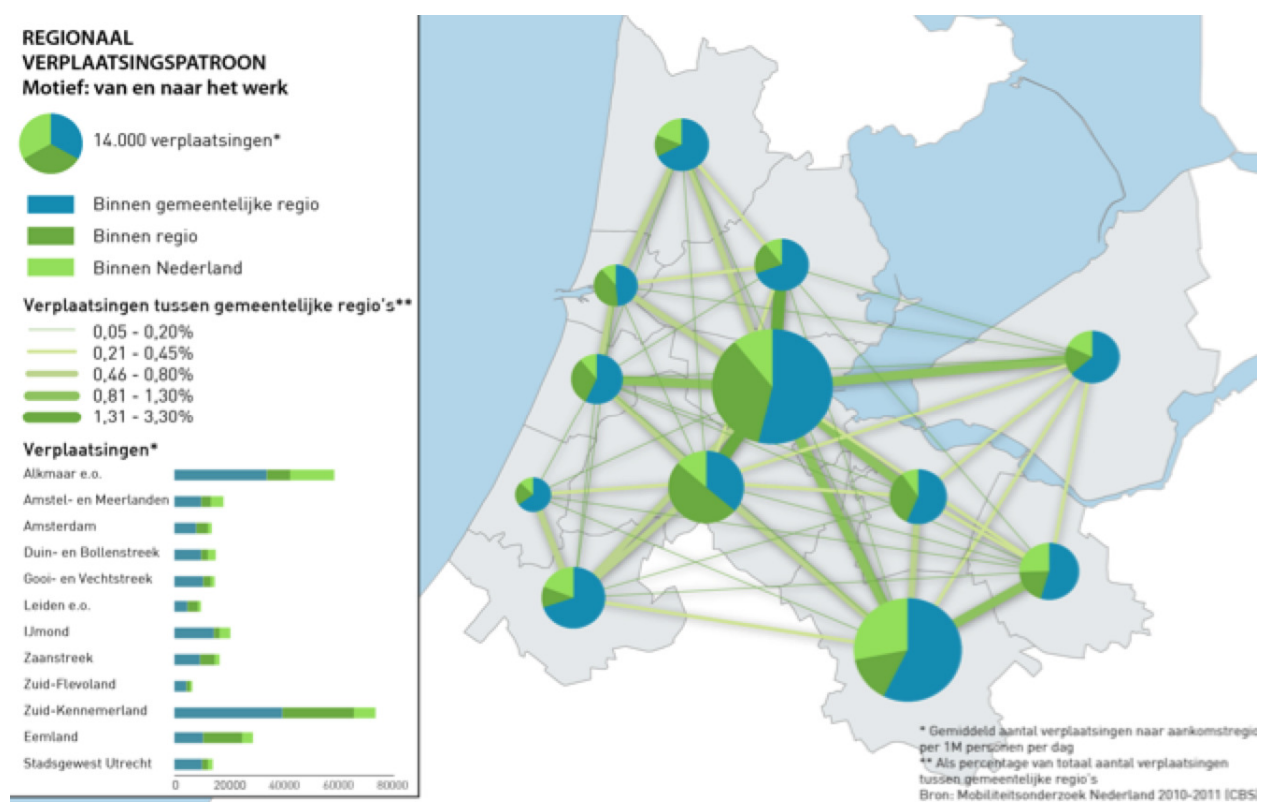 REGIONAAL
VERPLAATSINGSPATROON
Motief: van en naar het werk
14.000 verplaatsingen*
Binnen gemeentelijke regio
Binnen regio
Binnen Nederland
Verplaatsingen tussen gemeentelijke regio's**
0,05 - 0,20%
0,21 - 0,45%
0,46 - 0,80%
0,81 - 1,30%
1,31 - 3,30%
Verplaatsingen*
Alkmaar e.o.
Amstel- en Meerlanden
Amsterdam
Duin- en Bollenstreek
Gooi- en Vechtstreek
Leiden e.o.
IJmond
Zaanstreek
Zuid-Flevoland
Zuid-Kennemerland
Eemland
Stadsgewest Utrecht
0 20000 40000 60000 80000
* Gemiddeld aantal verplaatsingen naar aankomstregio
per 1M personen per dag
** Als percentage van totaal aantal verplaatsingen
tussen gemeentelijke regio's
Bron: Mobiliteitsonderzoek Nederland 2010-2011 (CBS)